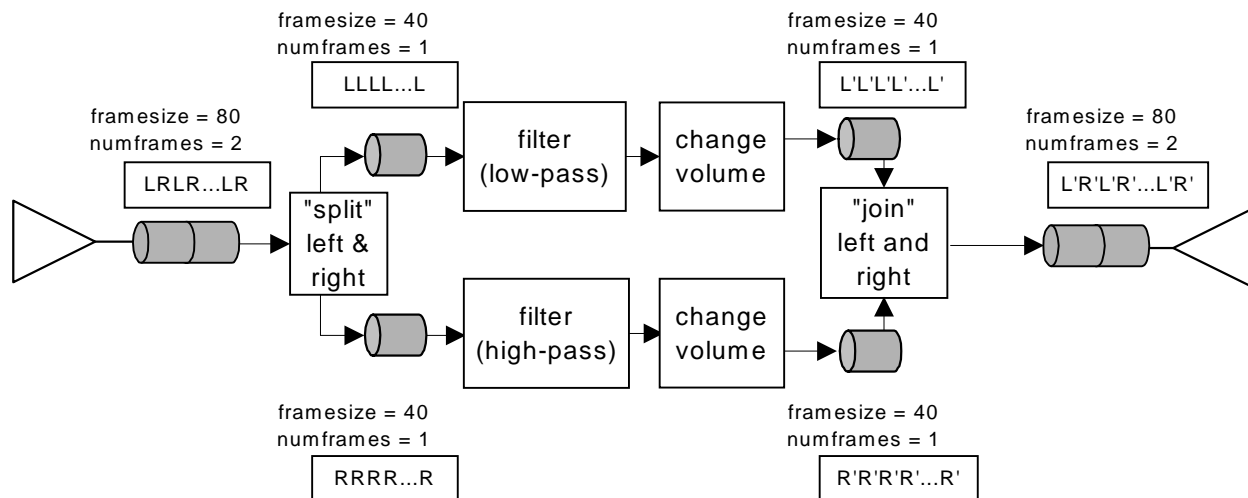 framesize = 40
numframes = 1
LLLL...L
framesize = 40
numframes = 1
L'L'L'L'...L'
framesize = 80
numframes = 2
LRLR...LR
filter
(low-pass)
change
volume
framesize = 80
numframes = 2
L'R'L'R'...L'R'
"split"
left &
right
"join"
left and
right
filter
(high-pass)
change
volume
framesize = 40
numframes = 1
RRRR...R
framesize = 40
numframes = 1
R'R'R'R'...R'